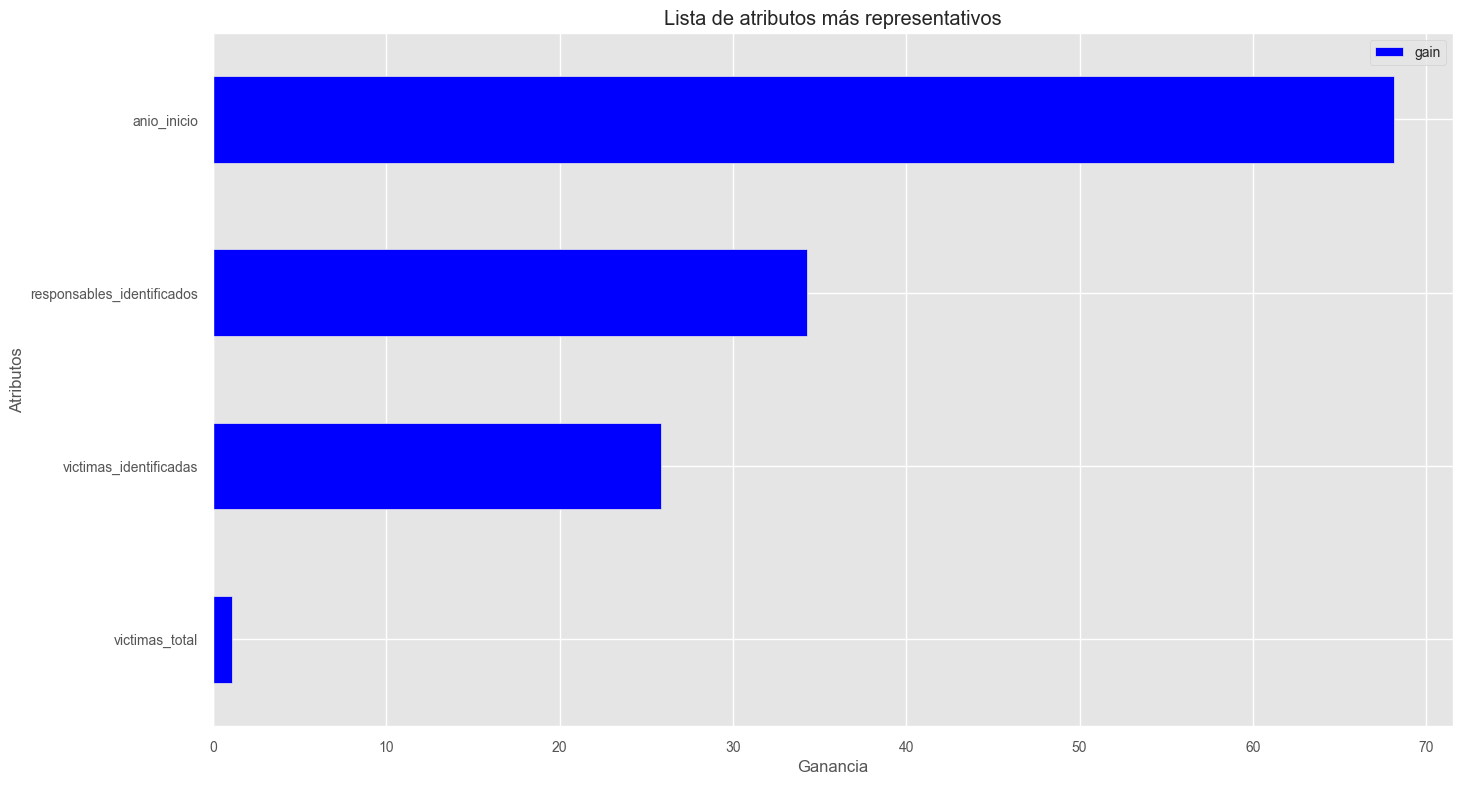 Lista de atributos más representativos
gain
anio_inicio
responsables_identificados
victimas_identificadas
victimas_total
Atributos
0 10 20 30 40 50 60 70
Ganancia